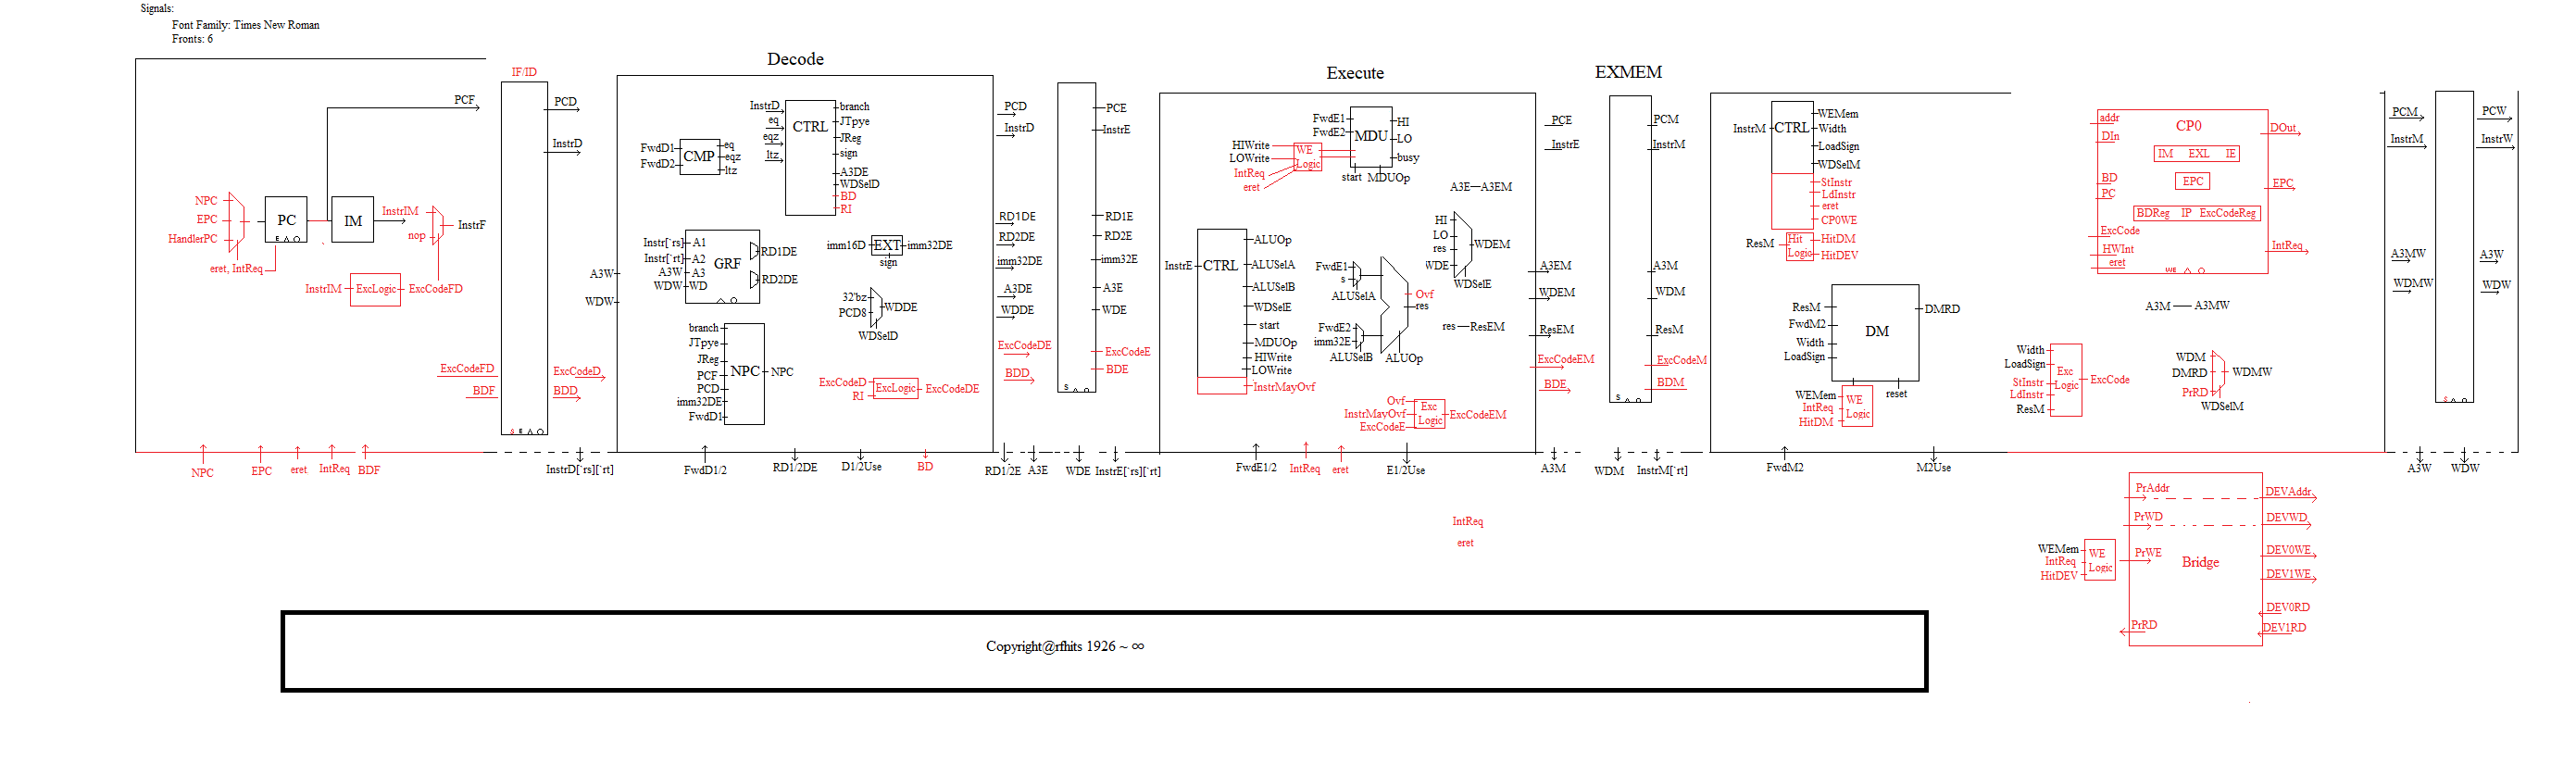 Signals:
Font Family: Times New Roman
Fronts: 6
IF/ID
PCF
PCD
InstrD
NPC
EPC
HandlerPC
PC
IM
InstrIM
nop
InstrF
eret, IntReq
InstrIM
ExcLogic
ExcCodeFD
ExcCodeFD
BDF
ExcCodeD
BDD
S E
NPC
EPC
eret
IntReq
BDF
InstrD[`rs][`rt]
Decode
FwdD1
FwdD2
CMP
eq
eqz
ltz
InstrD
eq
eqz
ltz
CTRL
branch
JTpye
JReg
sign
A3DE
WDSelD
BD
RI
Instr[`rs]
Instr[`rt]
A3W
WDW
A1
A2
A3
WD
GRF
RD1DE
RD2DE
A3W
WDW
imm16D
EXT
imm32DE
sign
32'bz
PCD8
WDDE
WDSelD
branch
JTpye
JReg
PCF
PCD
imm32DE
FwdD1
NPC
NPC
ExcCodeD
RI
ExcLogic
ExcCodeDE
FwdD1/2
RD1/2DE
D1/2Use
BD
PCD
InstrD
RD1DE
RD2DE
imm32DE
A3DE
WDDE
ExcCodeDE
BDD
PCE
InstrE
RD1E
RD2E
imm32E
A3E
WDE
ExcCodeE
BDE
S
RD1/2E
A3E
WDE
InstrE[`rs][`rt]
Execute
FwdE1
FwdE2
MDU
HI
LO
busy
start
MDUOp
HIWrite
LOWrite
IntReq
eret
WE
Logic
A3E
A3EM
InstrE
CTRL
ALUOp
ALUSelA
ALUSelB
WDSelE
start
MDUOp
HIWrite
LOWrite
InstrMayOvf
FwdE1
s
ALUSelA
FwdE2
imm32E
ALUSelB
ALUOp
Ovf
res
HI
LO
res
WDE
WDEM
WDSelE
res
ResEM
Ovf
InstrMayOvf
ExcCodeE
Exc
Logic
ExcCodeEM
FwdE1/2
IntReq
eret
E1/2Use
IntReq
eret
EXMEM
PCE
InstrE
A3EM
WDEM
ResEM
ExcCodeEM
BDE
PCM
InstrM
A3M
WDM
ResM
ExcCodeM
BDM
S
A3M
WDM
InstrM[`rt]
InstrM
CTRL
WEMem
Width
LoadSign
WDSelM
StInstr
LdInstr
eret
CP0WE
ResM
Hit
Logic
HitDM
HitDEV
ResM
FwdM2
Width
LoadSign
DM
DMRD
WEMem
IntReq
HitDM
WE
Logic
reset
FwdM2
M2Use
addr
DIn
BD
PC
ExcCode
HWInt
eret
CP0
IM EXL IE
EPC
BDReg IP ExcCodeReg
WE
DOut
EPC
IntReq
A3M
A3MW
Width
LoadSign
StInstr
LdInstr
ResM
Exc
Logic
ExcCode
WDM
DMRD
PrRD
WDMW
WDSelM
PCM
InstrM
A3MW
WDMW
PCW
InstrW
A3W
WDW
S
A3W
WDW
WEMem
IntReq
HitDEV
WE
Logic
PrAddr
PrWD
PrWE
PrRD
Bridge
DEVAddr
DEVWD
DEV0WE
DEV1WE
DEV0RD
DEV1RD
Copyright@rfhits 1926 ~ ∞